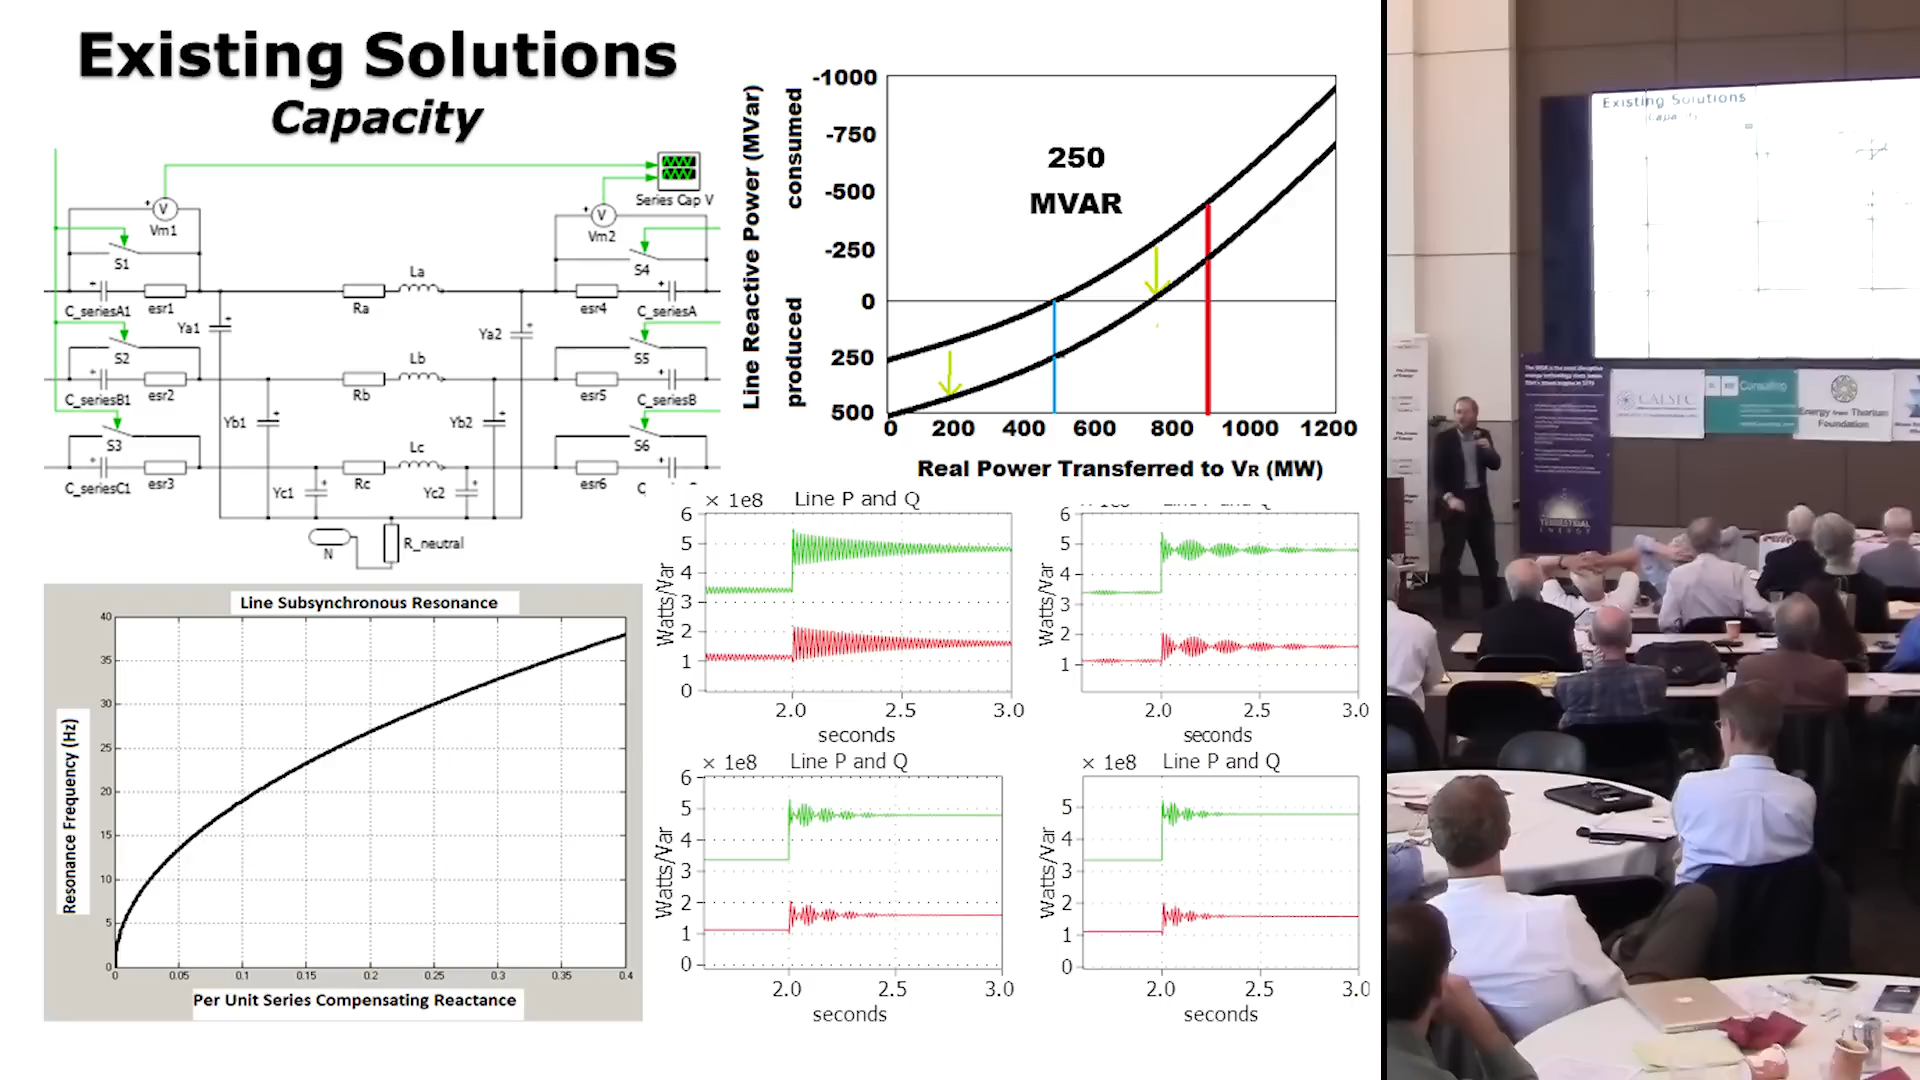 Existing Solutions
Capacity
Series Cap V
Vm1
Vm2
S1
S4
La
C_seriesA1
esr1
Ra
esr4
C_seriesA
Ya1
Ya2
S2
S5
Lb
C_seriesB1
esr2
Rb
esr5
C_seriesB
Yb1
Yb2
S3
S6
Lc
C_seriesC1
esr3
Yc1
Rc
Yc2
esr6
C
N
R_neutral
Line Reactive Power (MVar)
consumed
produced
-1000
-750
-500
-250
0
250
500
250
MVAR
0 200 400 600 800 1000 1200
Real Power Transferred to VR (MW)
Line Subsynchronous Resonance
Resonance Frequency (Hz)
40
35
30
25
20
15
10
5
0
0 0.05 0.1 0.15 0.2 0.25 0.3 0.35 0.4
Per Unit Series Compensating Reactance
× 1e8 Line P and Q
Watts/Var
6
5
4
3
2
1
0
2.0 2.5 3.0
seconds
Watts/Var
6
5
4
3
2
1
2.0 2.5 3.0
seconds
× 1e8 Line P and Q
Watts/Var
6
5
4
3
2
1
0
2.0 2.5 3.0
seconds
× 1e8 Line P and Q
Watts/Var
5
4
3
2
1
0
2.0 2.5 3.0
seconds
Existing Solutions
Capacity
CALSEC
Consulting
Energy from Thorium
Foundation
TERRESTRIAL
ENERGY